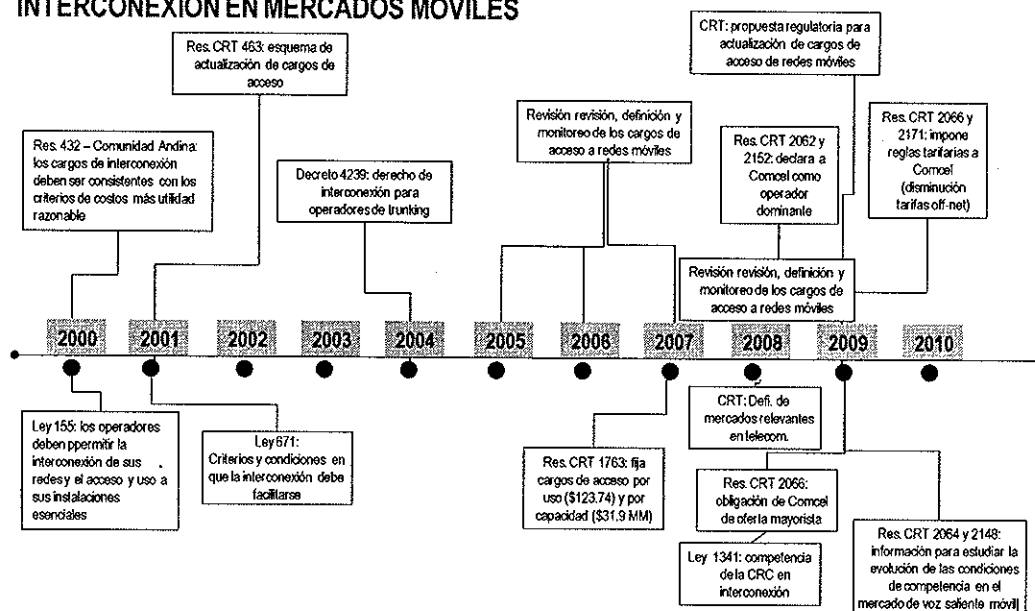 INTERCONEXIÓN EN MERCADOS MÓVILES
Res. CRT 463: esquema de
actualización de cargos de
acceso
CRT: propuesta regulatoria para
actualización de cargos de
acceso de redes móviles
Res. 432 – Comunidad Andina:
los cargos de interconexión
deben ser consistentes con los
criterios de costos más utilidad
razonable
Decreto 4239: derecho de
interconexión para
operadores de trunking
Revisión revisión, definición y
monitoreo de los cargos de
acceso a redes móviles
Res. CRT 2062 y
2152: declara a
Comcel como
operador
dominante
Res. CRT 2066 y
2171: impone
reglas tarifarias a
Comcel
(disminución
tarifas off-net)
Revisión revisión, definición y
monitoreo de los cargos de
acceso a redes móviles
2000 2001 2002 2003 2004 2005 2006 2007 2008 2009 2010
Ley 155: los operadores
deben ppermitir la
interconexión de sus
redes y el acceso y uso a
sus instalaciones
esenciales
Ley 671:
Criterios y condiciones en
que la interconexión debe
facilitarse
Res. CRT 1763: fija
cargos de acceso por
uso ($123.74) y por
capacidad ($31,9 MM)
CRT: Defi. de
mercados relevantes
en telecom.
Res. CRT 2066:
obligación de Comcel
de oferta mayorista
Ley 1341: competencia
de la CRC en
interconexión
Res. CRT 2064 y 2148:
información para estudiar la
evolución de las condiciones
de competencia en el
mercado de voz saliente móvil